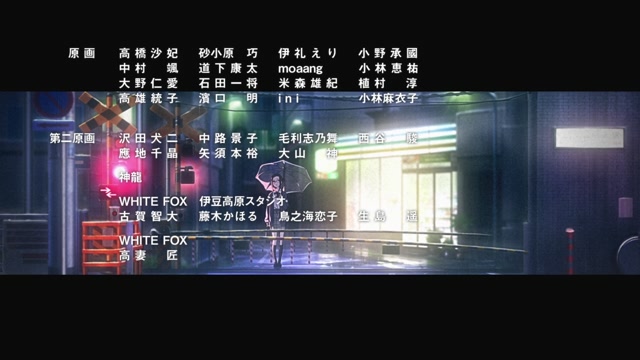 原画 高橋沙妃 砂小原 巧 伊礼えり 小野承國
中村 颯 道下康太 moaang 小林恵祐
大野仁愛 石田一将 米森雄紀 植村 淳
高雄統子 濱口 明 ini 小林麻衣子
第二原画 沢田犬二 中路景子 毛利志乃舞 西谷 駿
應地千晶 矢須本裕 大山 神
神龍
WHITE FOX 伊豆高原スタジオ
古賀智大 藤木かほる 鳥之海恋子 生島 遥
WHITE FOX
高妻 匠